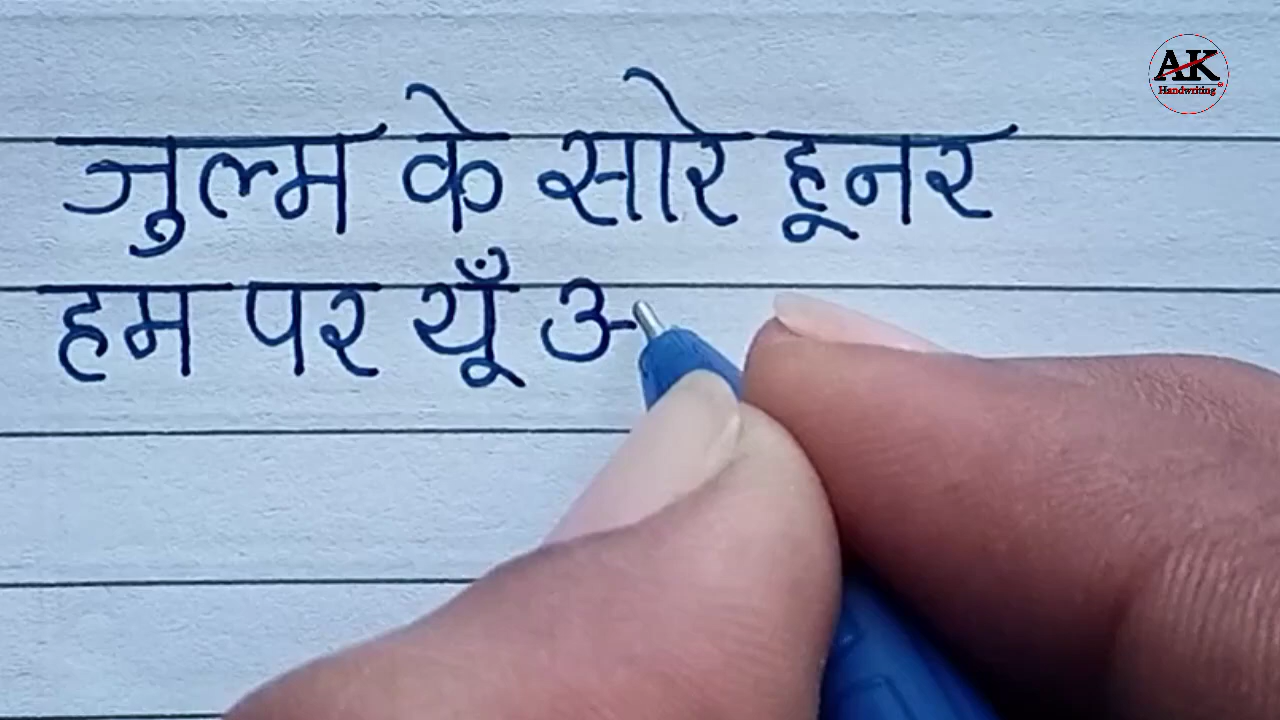 जुल्म के सारे हूनर
हम पर यूँ
AK
Handwriting